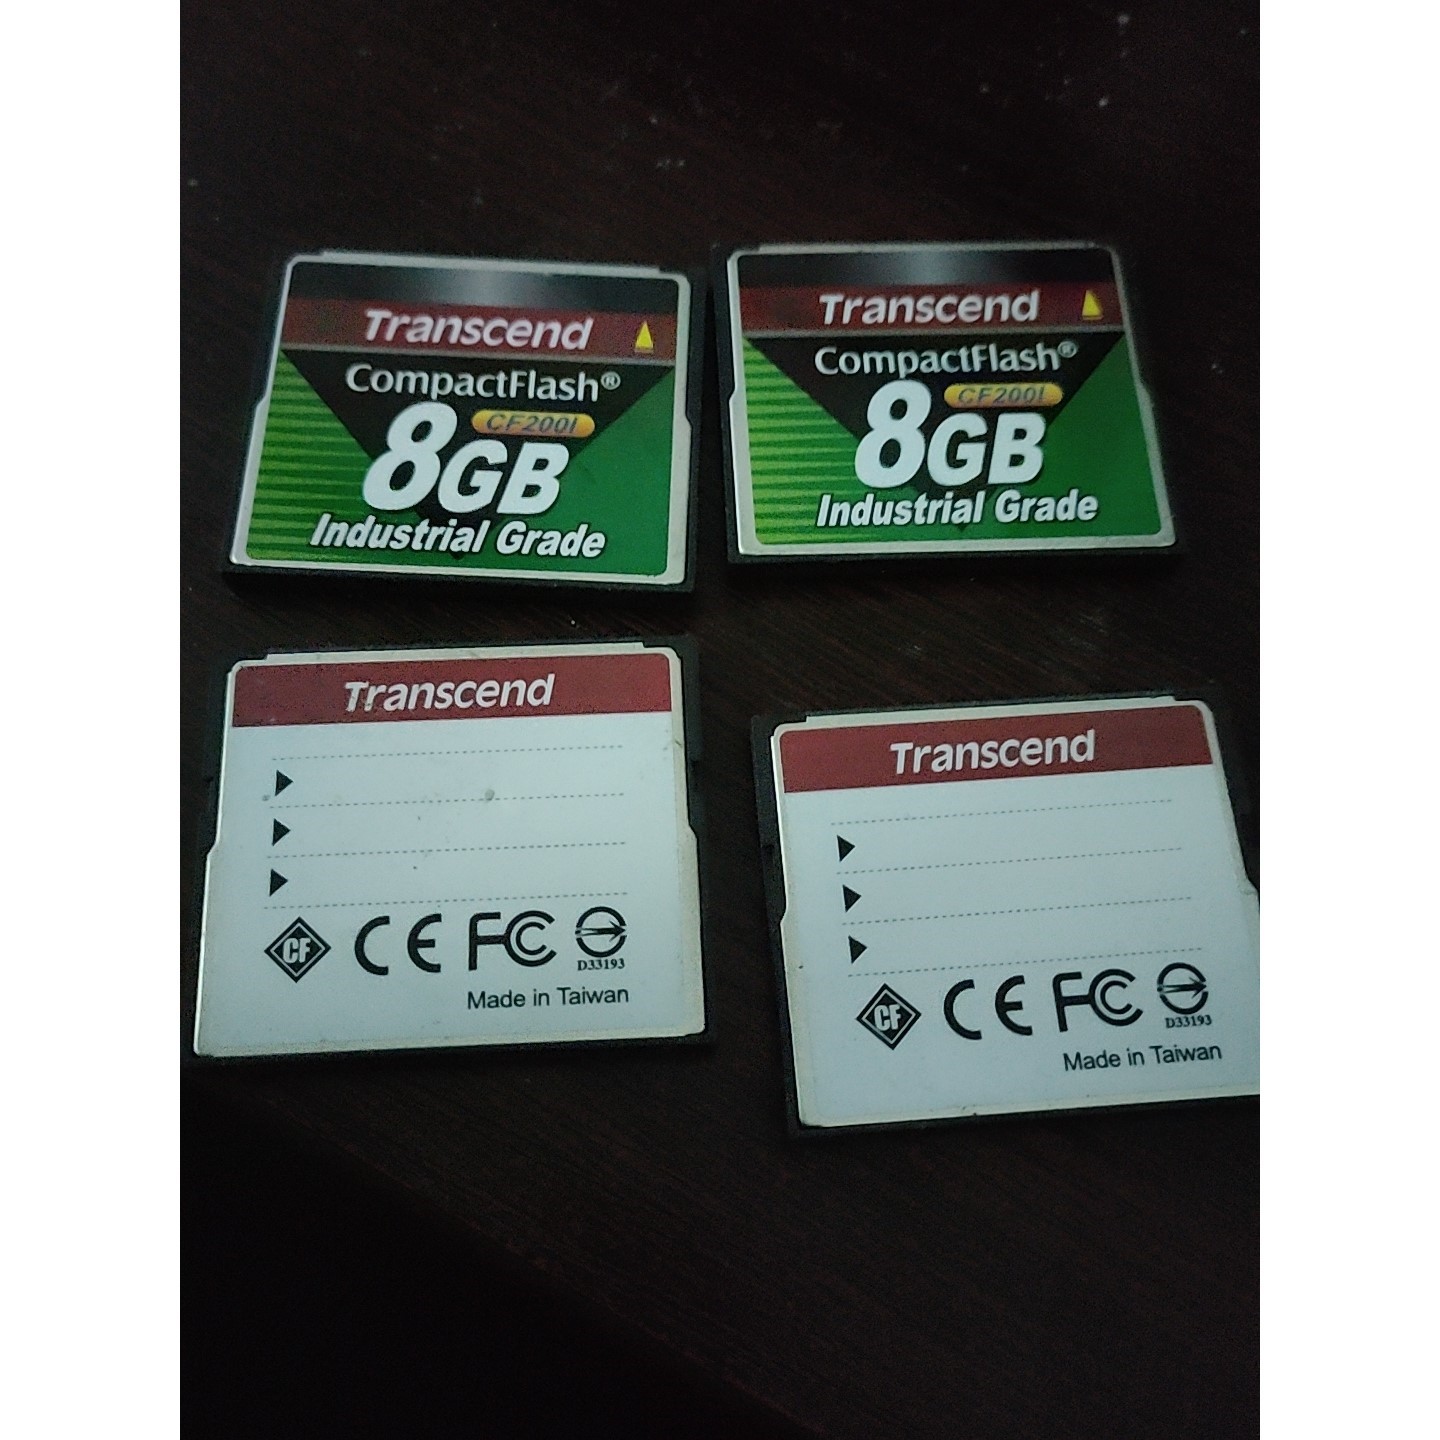 Transcend
CompactFlash®
CF200I
8GB
Industrial Grade
Transcend
CompactFlash®
CF200I
8GB
Industrial Grade
Transcend
CF CE FC
D33193
Made in Taiwan
Transcend
CF CE FC
D33193
Made in Taiwan